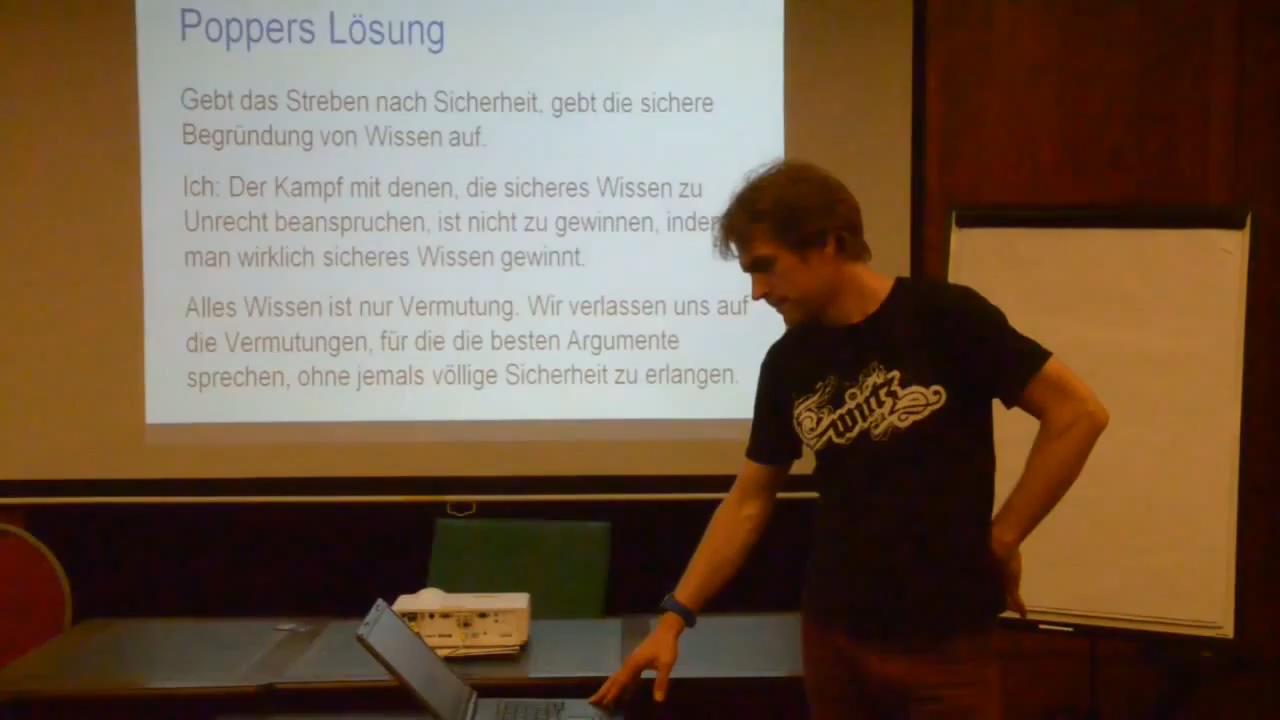 Poppers Lösung
Gebt das Streben nach Sicherheit, gebt die sichere
Begründung von Wissen auf.
Ich: Der Kampf mit denen, die sicheres Wissen zu
Unrecht beanspruchen, ist nicht zu gewinnen, indem
man wirklich sicheres Wissen gewinnt.
Alles Wissen ist nur Vermutung. Wir verlassen uns auf
die Vermutungen, für die die besten Argumente
sprechen, ohne jemals völlige Sicherheit zu erlangen.